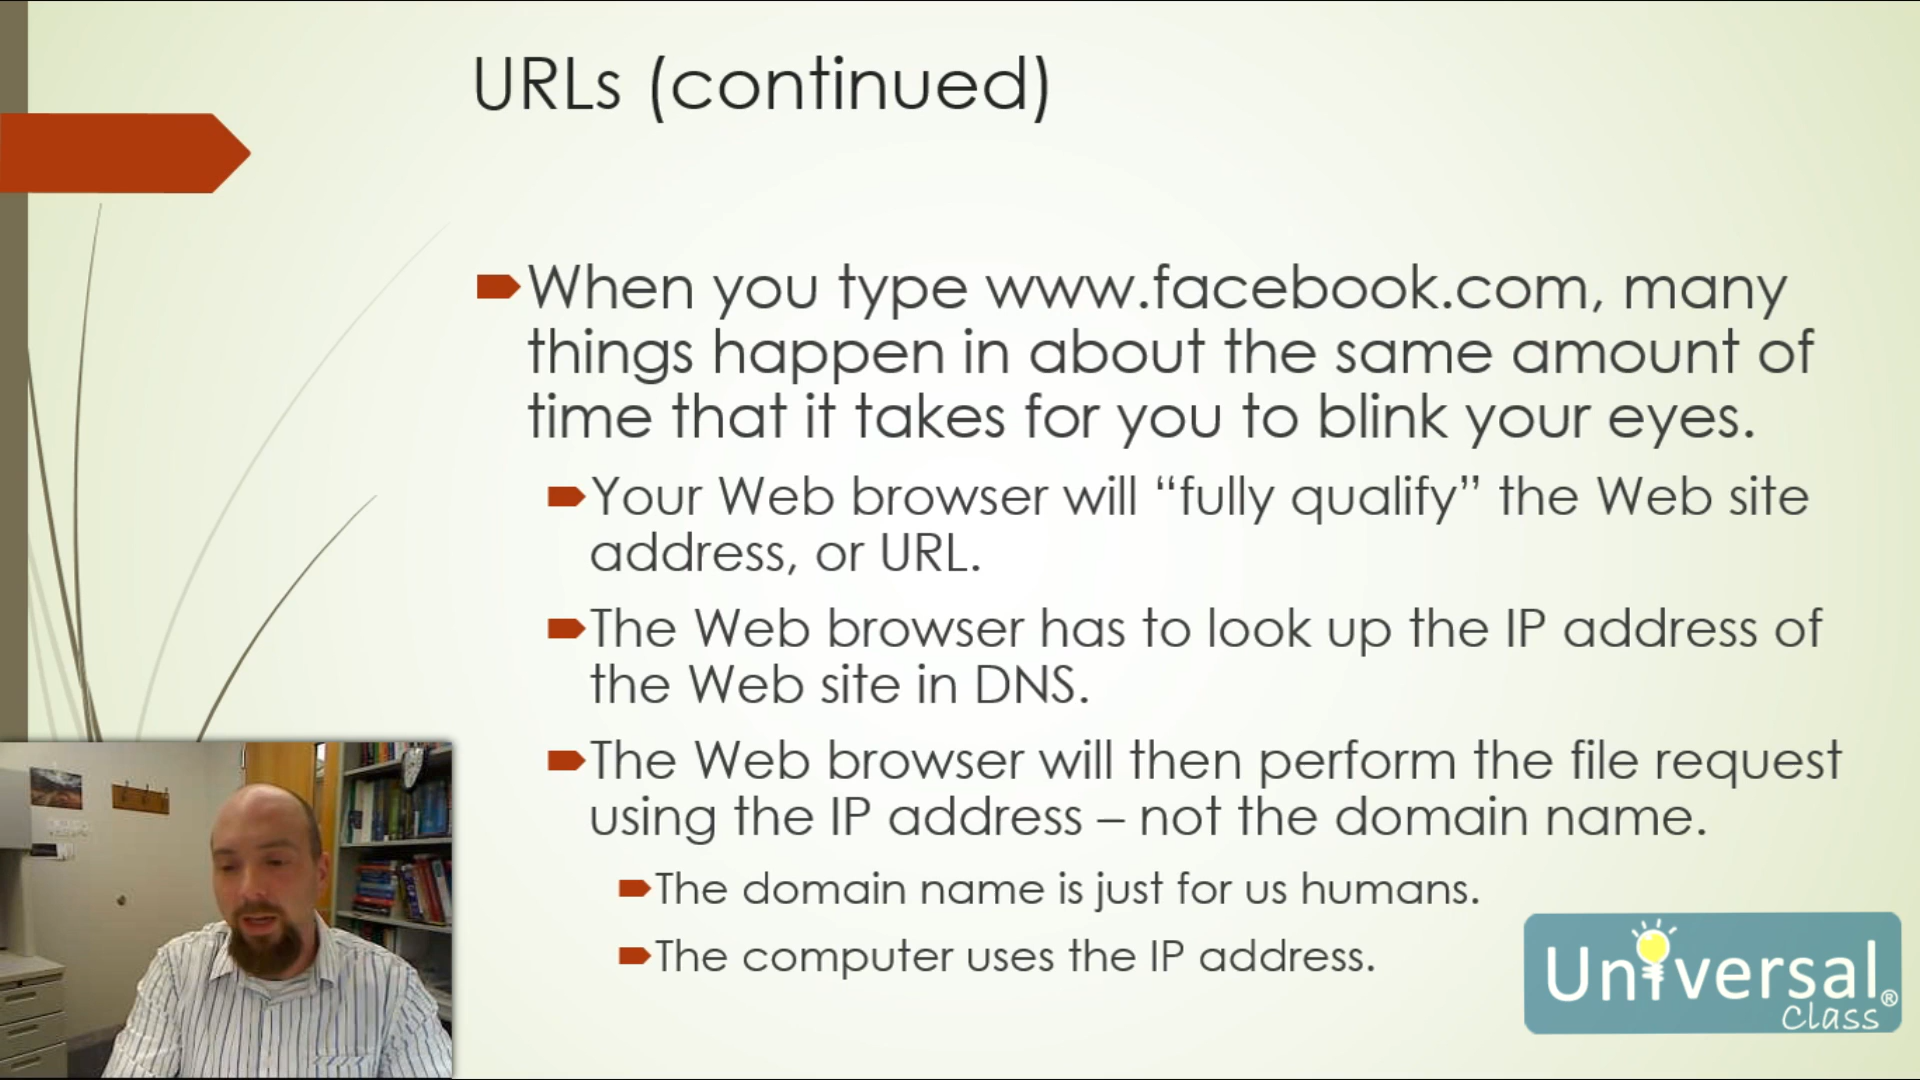 URLs (continued)
When you type www.facebook.com, many
things happen in about the same amount of
time that it takes for you to blink your eyes.
Your Web browser will “fully qualify” the Web site
address, or URL.
The Web browser has to look up the IP address of
the Web site in DNS.
The Web browser will then perform the file request
using the IP address – not the domain name.
The domain name is just for us humans.
The computer uses the IP address.
Universal®
Class